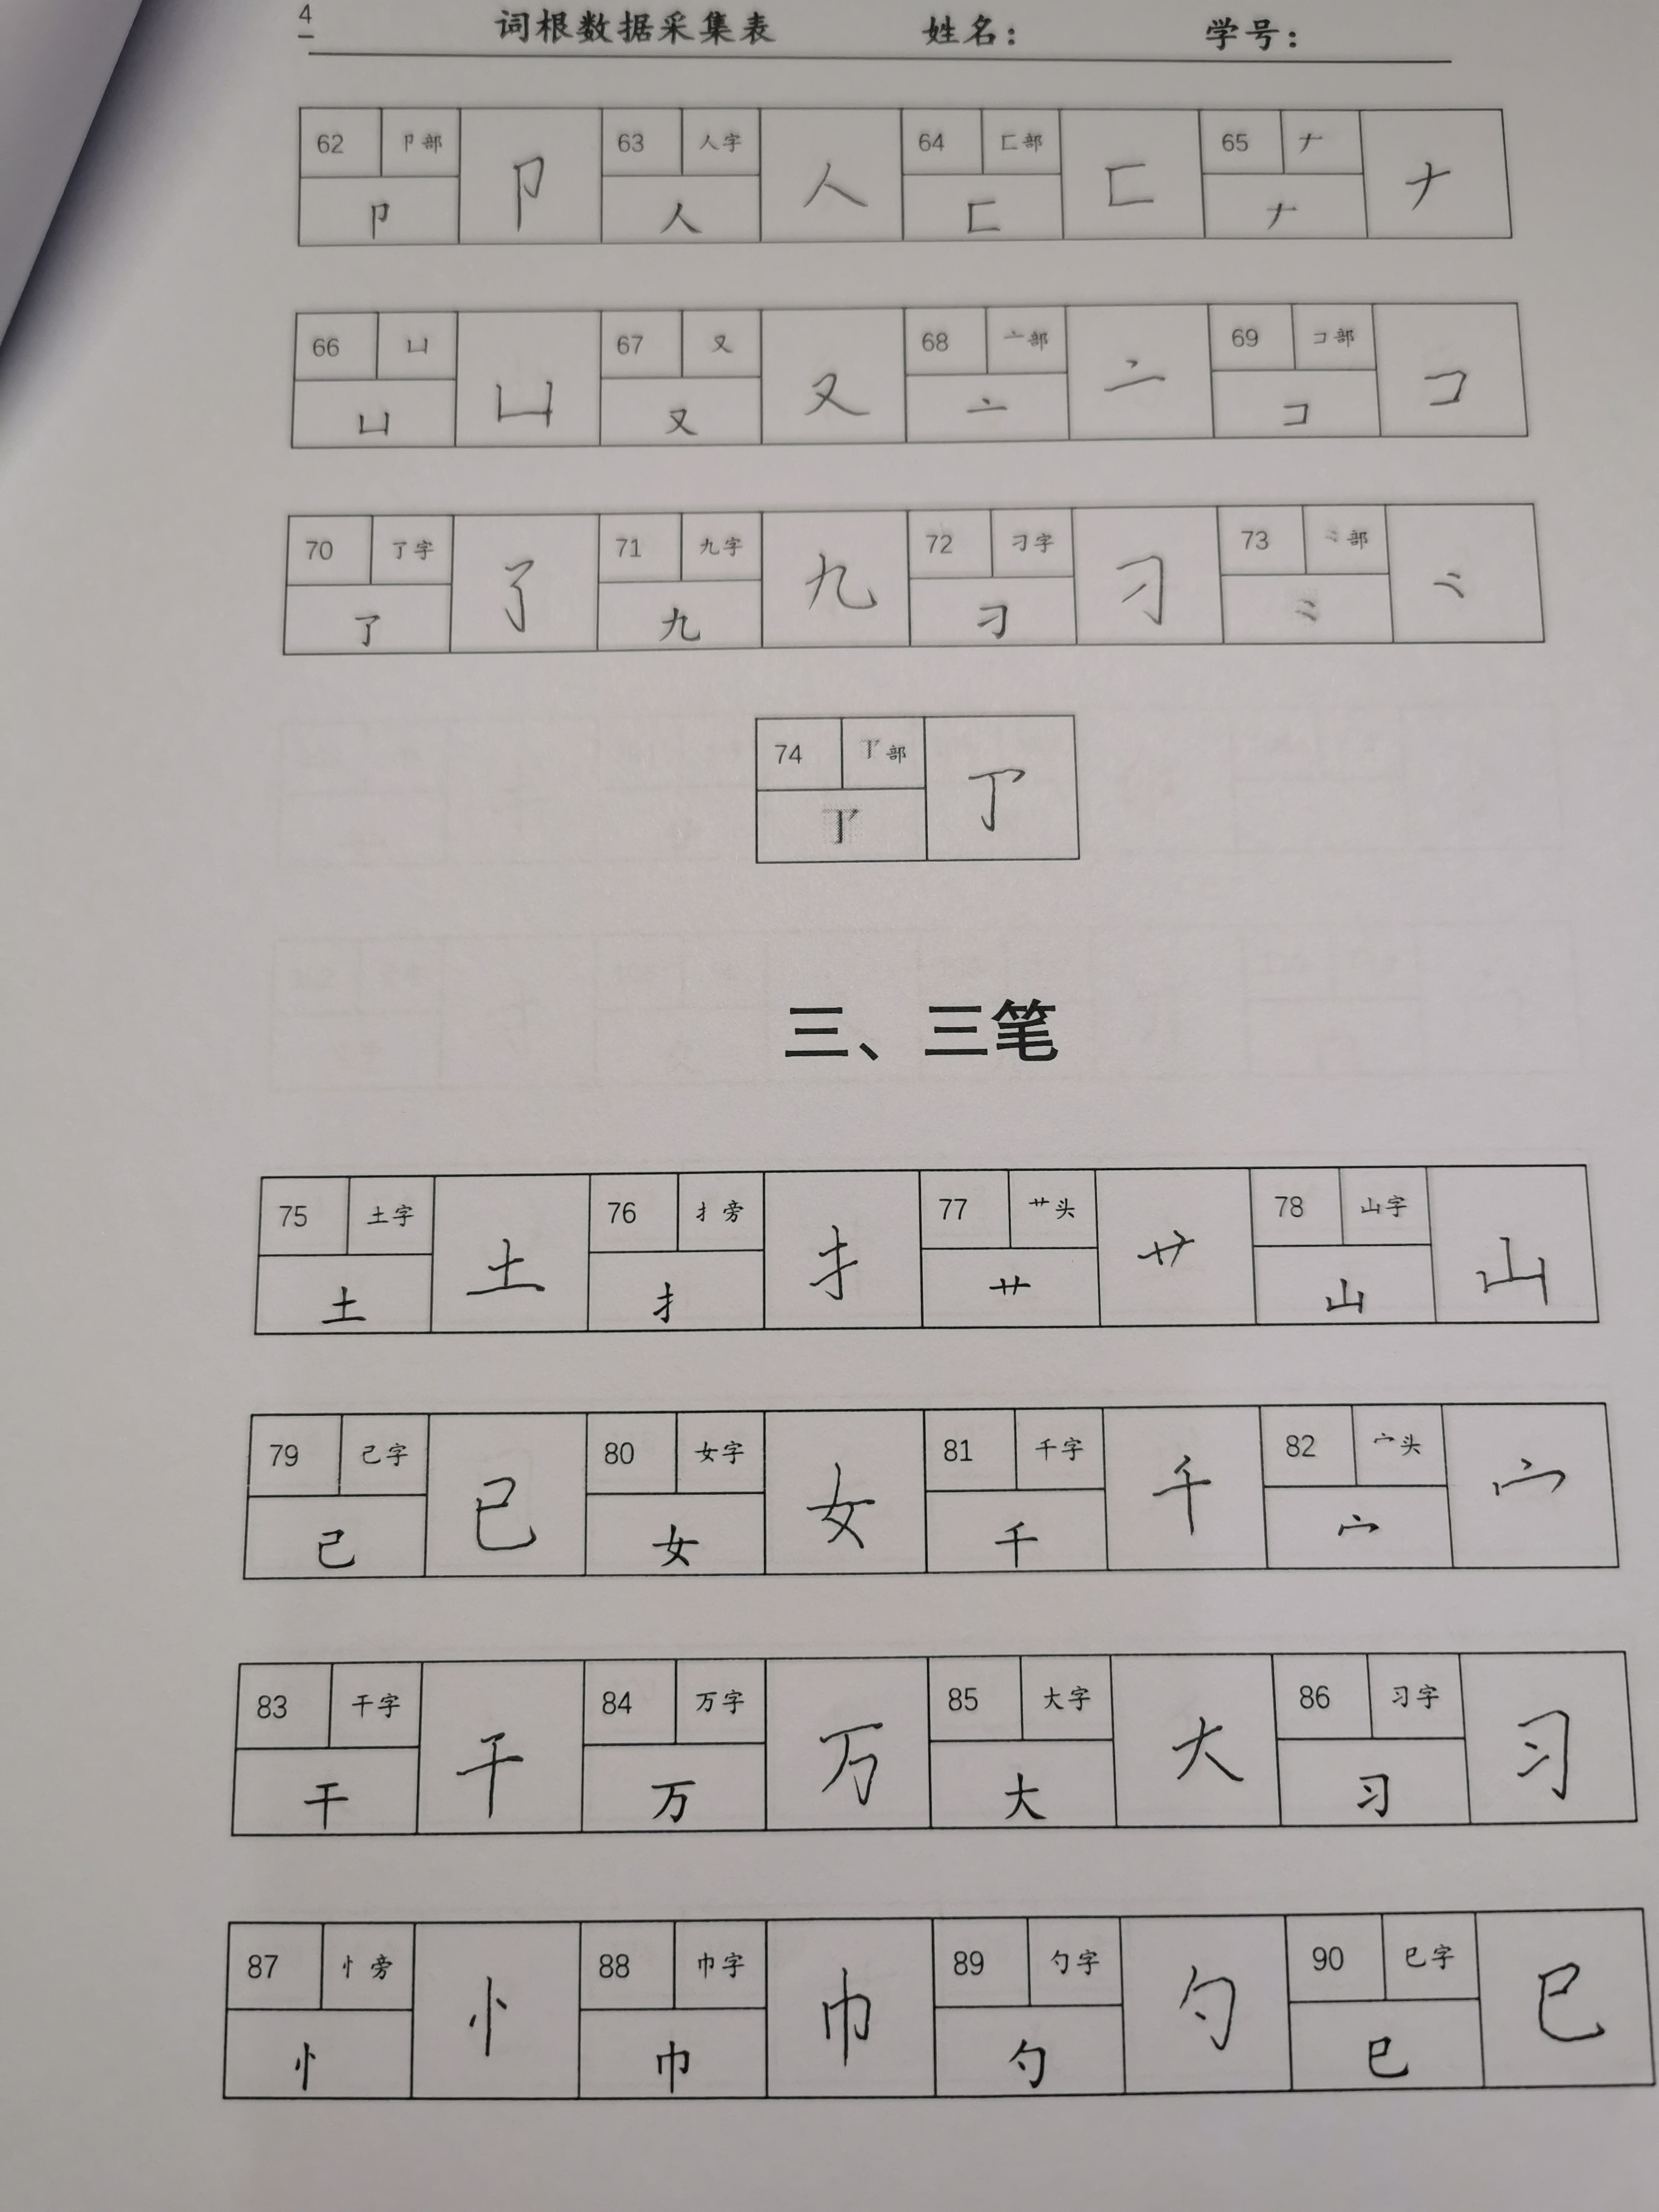 4 词根数据采集表 姓名： 学号：
62 卩部 卩 63 人字 人 64 匚部 匚 65 𠂇 𠂇
卩 人 匚 𠂇
66 凵 凵 67 又 又 68 亠部 亠 69 コ部 コ
凵 又 亠 コ
70 了字 了 71 九字 九 72 刁字 刁 73 部
了 九 刁
74 部
三、三笔
75 土字 土 76 扌旁 扌 77 艹头 艹 78 山字 山
土 扌 艹 山
79 己字 己 80 女字 女 81 千字 千 82 宀头 宀
己 女 千 宀
83 干字 干 84 万字 万 85 大字 大 86 习字 习
干 万 大 习
87 忄旁 忄 88 巾字 巾 89 勺字 勺 90 巳字 巳
忄 巾 勺 巳